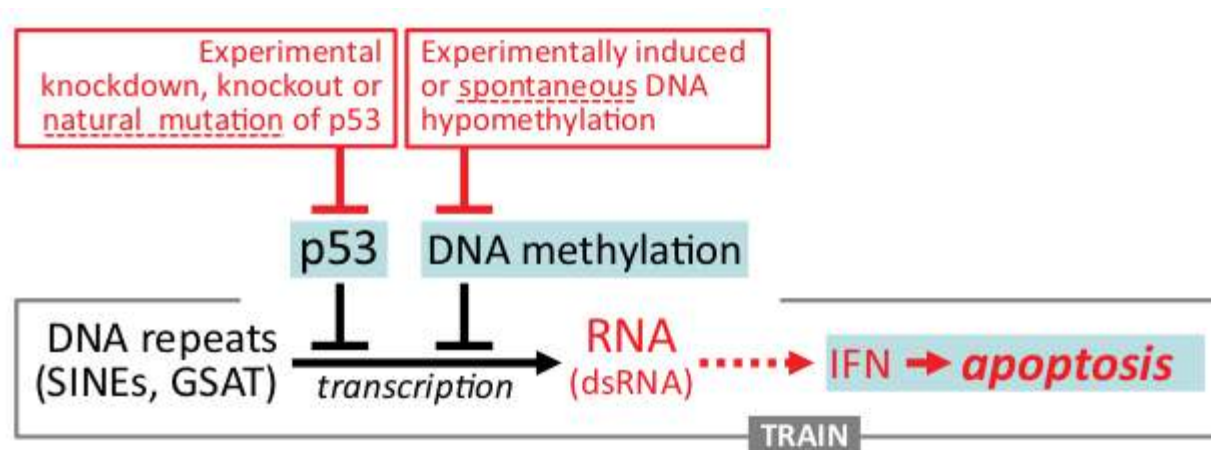 Experimental
knockdown, knockout or
natural mutation of p53
Experimentally induced
or spontaneous DNA
hypomethylation
p53
DNA methylation
DNA repeats
(SINEs, GSAT)
transcription
RNA
(dsRNA)
IFN
apoptosis
TRAIN